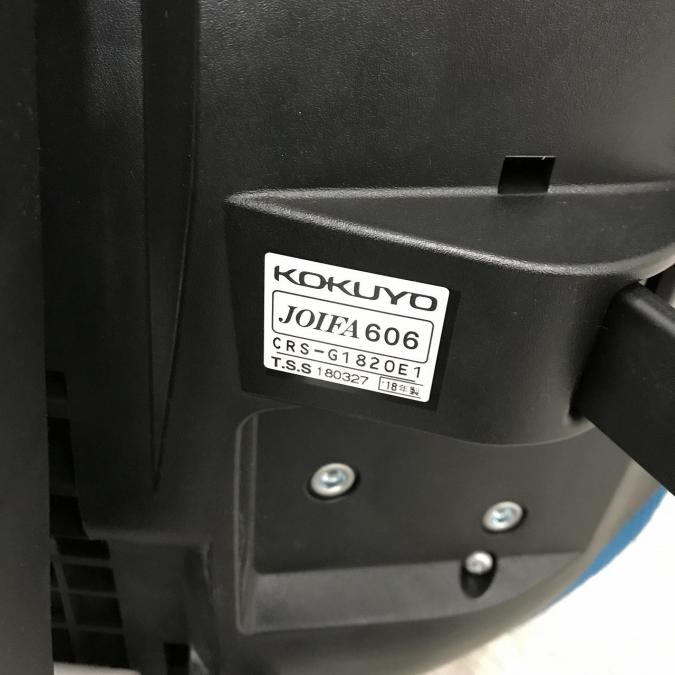 KOKUYO
JOIFA606
CRS-G1820E1
T.S.S 180327 '18年製